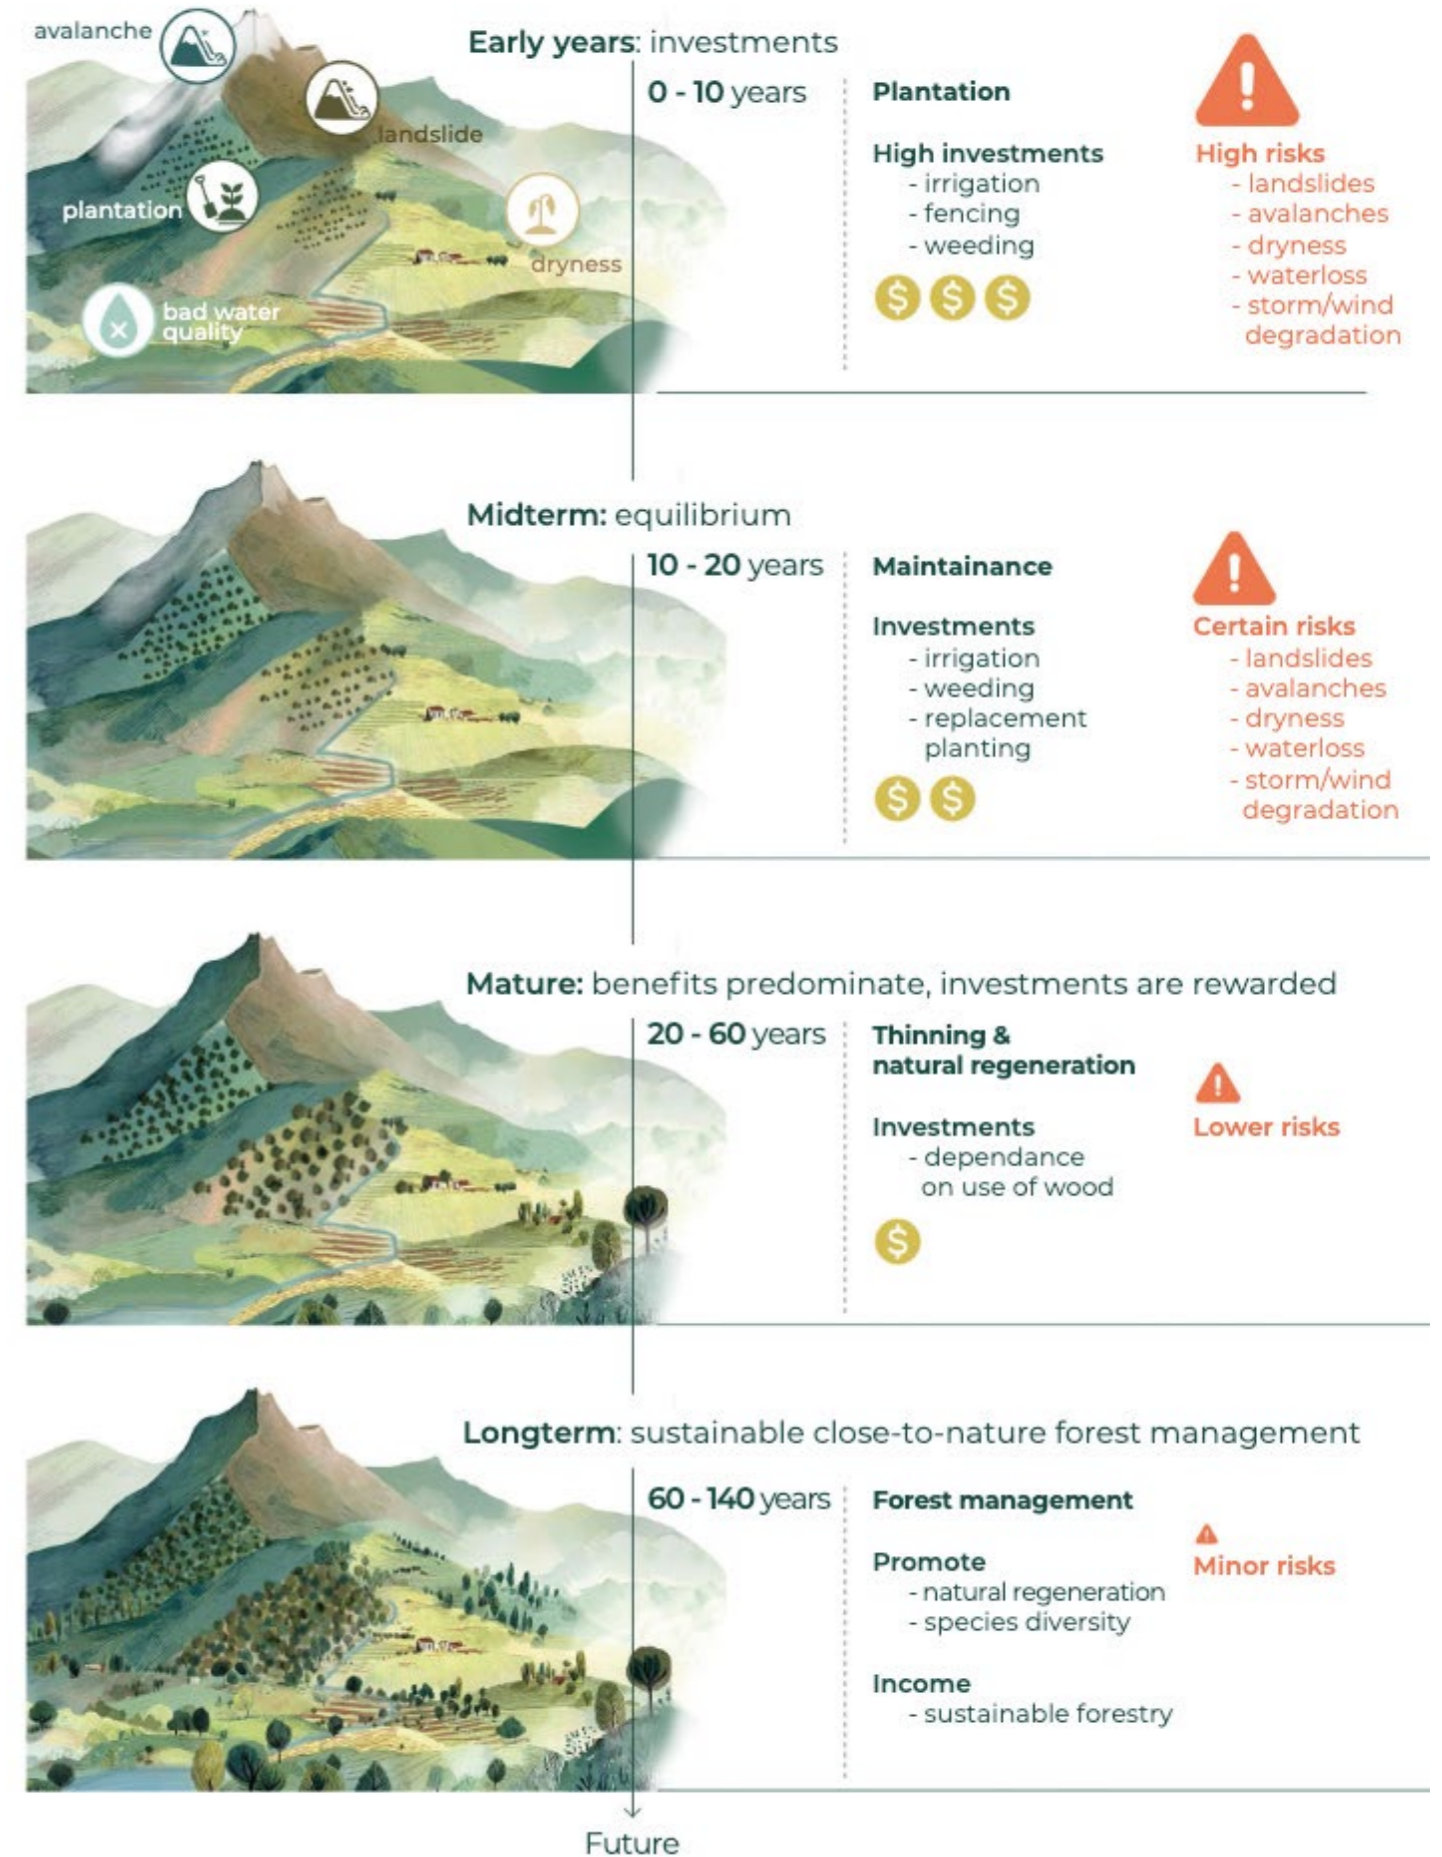 avalanche
landslide
plantation
dryness
bad water
quality
Early years: investments
0 - 10 years
Plantation
High investments
- irrigation
- fencing
- weeding
$ $ $
!
High risks
- landslides
- avalanches
- dryness
- waterloss
- storm/wind
degradation
Midterm: equilibrium
10 - 20 years
Maintainance
Investments
- irrigation
- weeding
- replacement
planting
$ $
!
Certain risks
- landslides
- avalanches
- dryness
- waterloss
- storm/wind
degradation
Mature: benefits predominate, investments are rewarded
20 - 60 years
Thinning &
natural regeneration
Investments
- dependance
on use of wood
$
!
Lower risks
Longterm: sustainable close-to-nature forest management
60 - 140 years
Forest management
Promote
- natural regeneration
- species diversity
Income
- sustainable forestry
!
Minor risks
Future